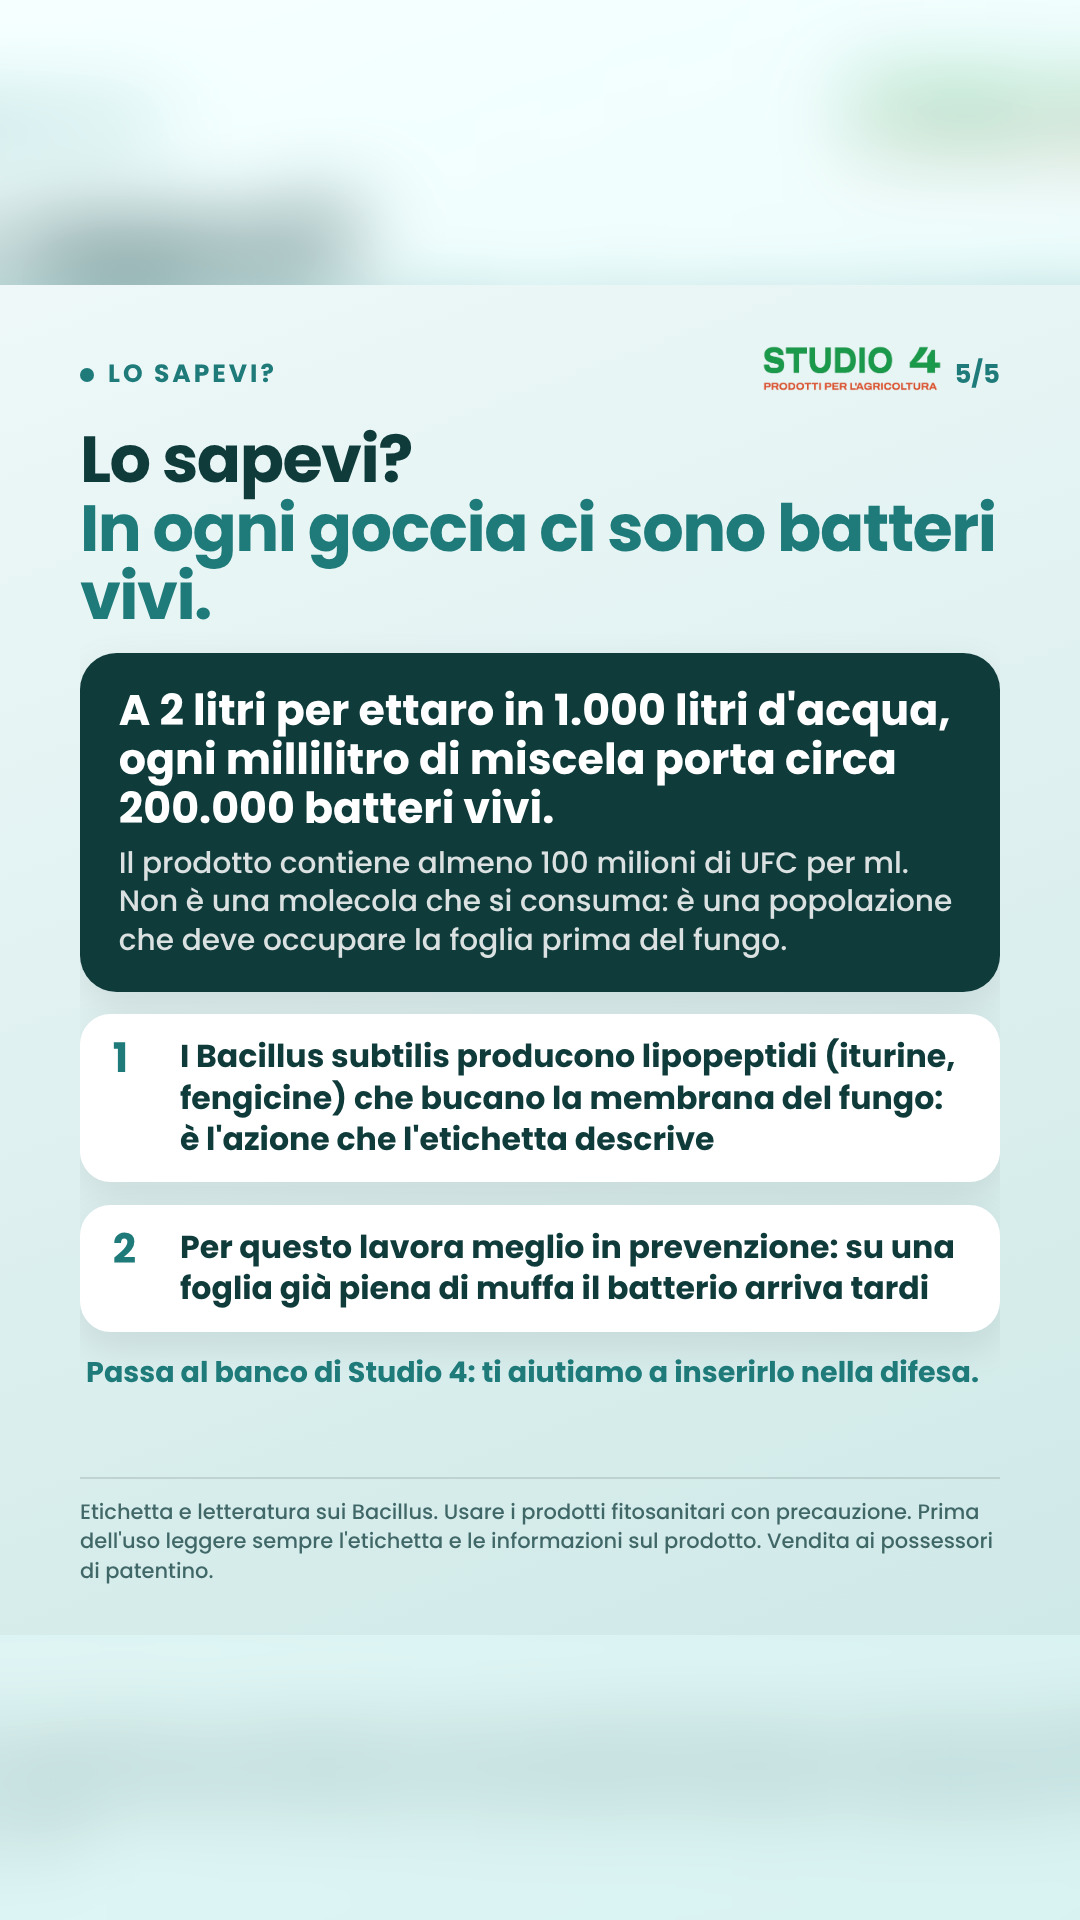 LO SAPEVI?
STUDIO 4
PRODOTTI PER L'AGRICOLTURA
5/5
Lo sapevi?
In ogni goccia ci sono batteri
vivi.
A 2 litri per ettaro in 1.000 litri d'acqua,
ogni millilitro di miscela porta circa
200.000 batteri vivi.
Il prodotto contiene almeno 100 milioni di UFC per ml.
Non è una molecola che si consuma: è una popolazione
che deve occupare la foglia prima del fungo.
1
I Bacillus subtilis producono lipopeptidi (iturine,
fengicine) che bucano la membrana del fungo:
è l'azione che l'etichetta descrive
2
Per questo lavora meglio in prevenzione: su una
foglia già piena di muffa il batterio arriva tardi
Passa al banco di Studio 4: ti aiutiamo a inserirlo nella difesa.
Etichetta e letteratura sui Bacillus. Usare i prodotti fitosanitari con precauzione. Prima
dell'uso leggere sempre l'etichetta e le informazioni sul prodotto. Vendita ai possessori
di patentino.